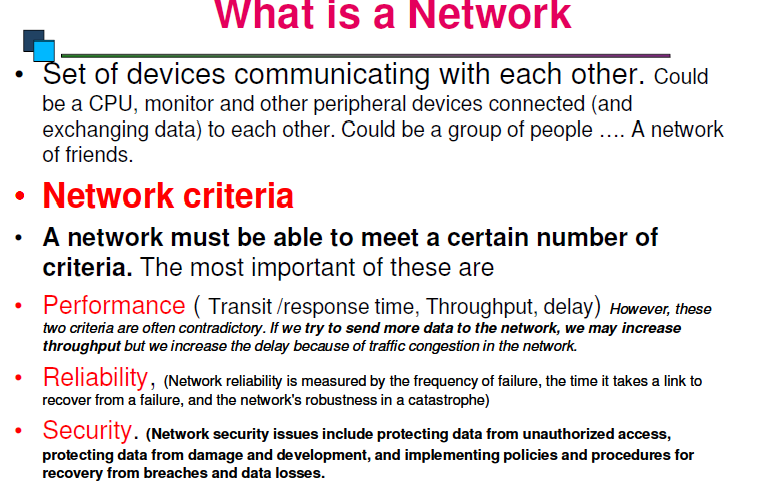 What is a Network
• Set of devices communicating with each other. Could
be a CPU, monitor and other peripheral devices connected (and
exchanging data) to each other. Could be a group of people …. A network
of friends.
• Network criteria
• A network must be able to meet a certain number of
criteria. The most important of these are
• Performance ( Transit /response time, Throughput, delay) However, these
two criteria are often contradictory. If we try to send more data to the network, we may increase
throughput but we increase the delay because of traffic congestion in the network.
• Reliability, (Network reliability is measured by the frequency of failure, the time it takes a link to
recover from a failure, and the network's robustness in a catastrophe)
• Security. (Network security issues include protecting data from unauthorized access,
protecting data from damage and development, and implementing policies and procedures for
recovery from breaches and data losses.